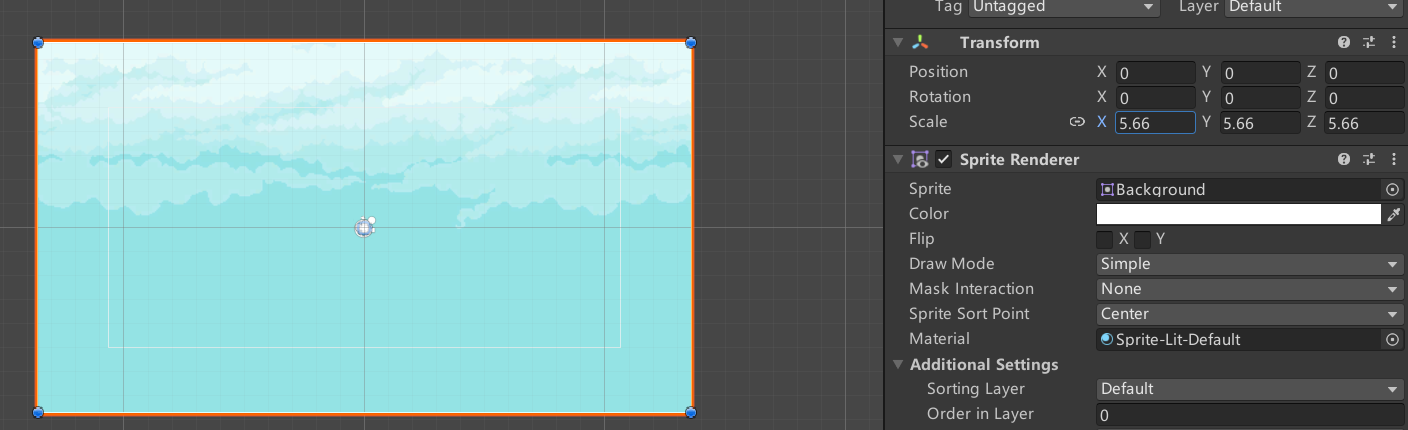 Tag Untagged Layer Default
Transform
Position X 0 Y 0 Z 0
Rotation X 0 Y 0 Z 0
Scale X 5.66 Y 5.66 Z 5.66
Sprite Renderer
Sprite Background
Color
Flip X Y
Draw Mode Simple
Mask Interaction None
Sprite Sort Point Center
Material Sprite-Lit-Default
Additional Settings
Sorting Layer Default
Order in Layer 0